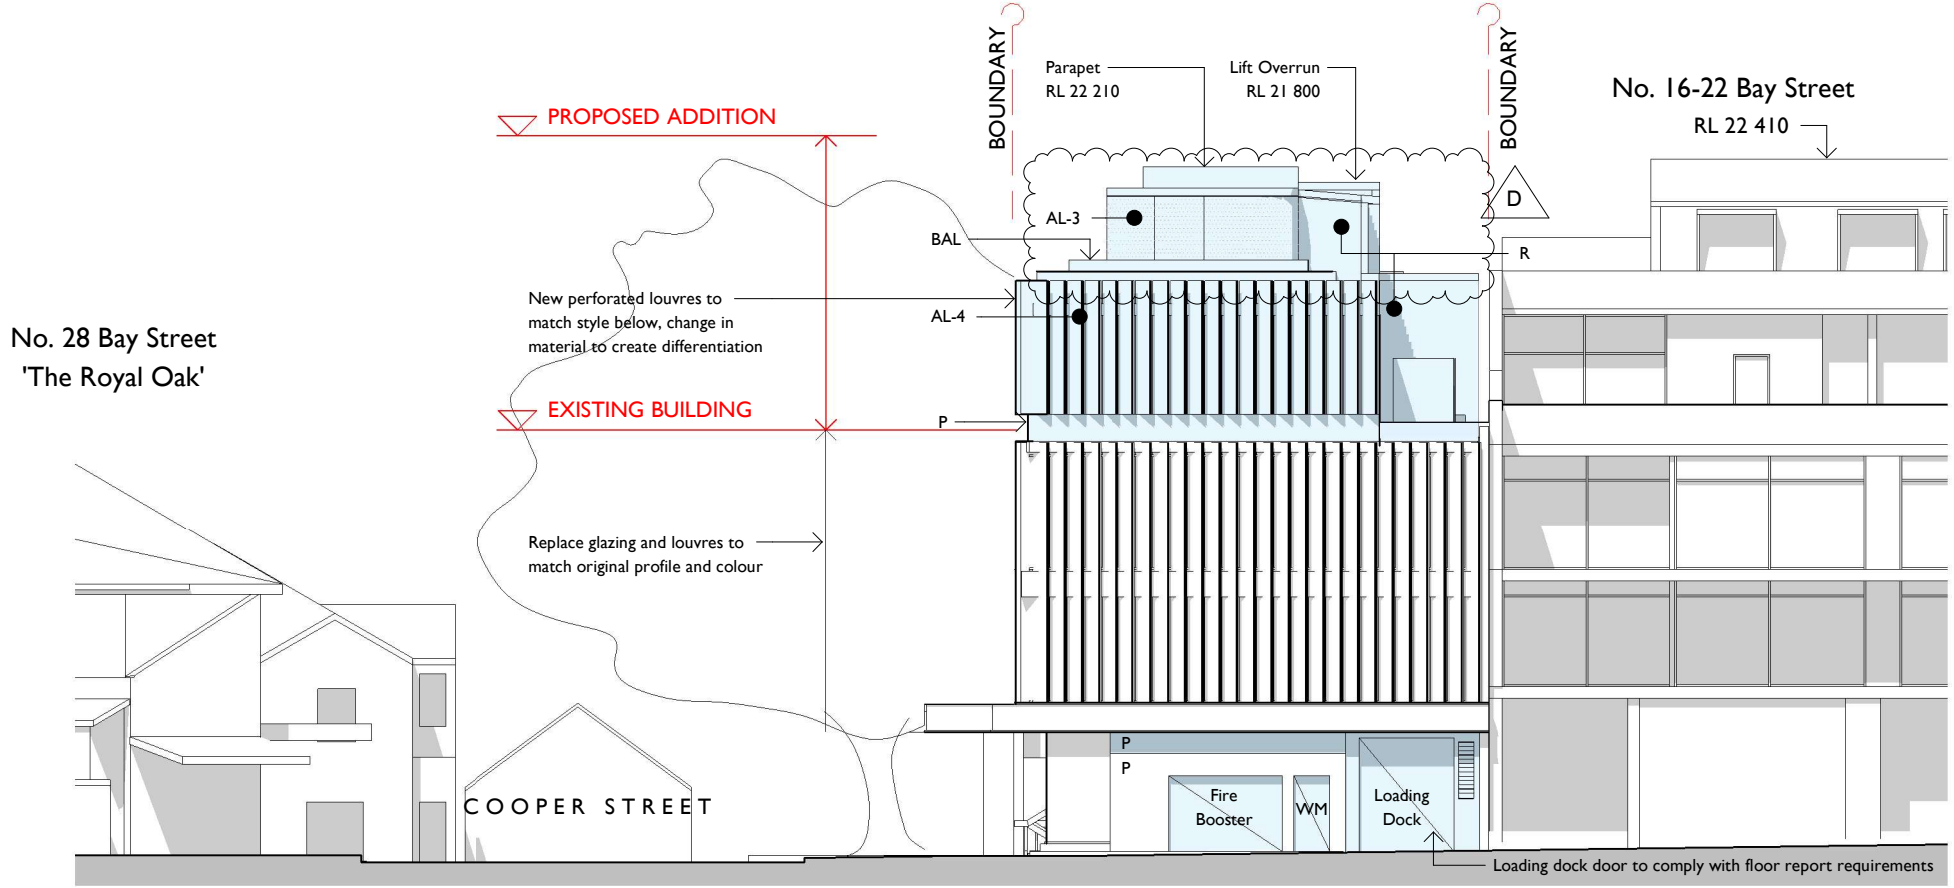 BOUNDARY
BOUNDARY
Parapet
RL 22 210
Lift Overrun
RL 21 800
No. 16-22 Bay Street
RL 22 410
PROPOSED ADDITION
D
AL-3
BAL
R
New perforated louvres to
match style below, change in
material to create differentiation
AL-4
No. 28 Bay Street
'The Royal Oak'
EXISTING BUILDING
P
Replace glazing and louvres to
match original profile and colour
P
P
COOPER STREET
Fire
Booster
WM
Loading
Dock
Loading dock door to comply with floor report requirements